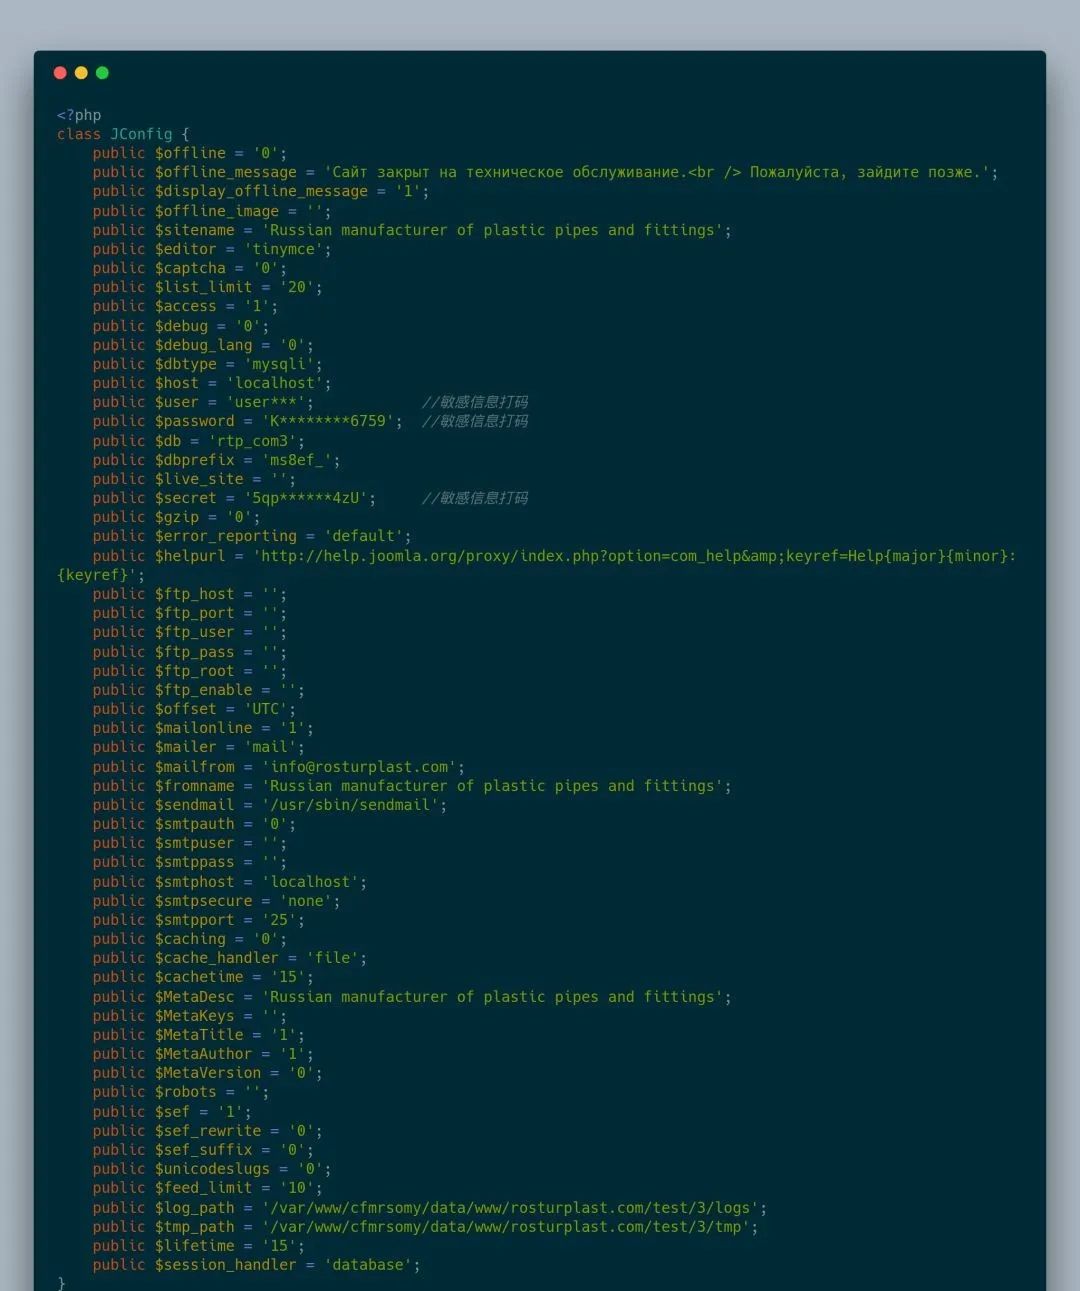 <?php
class JConfig {
    public $offline = '0';
    public $offline_message = 'Сайт закрыт на техническое обслуживание.<br /> Пожалуйста, зайдите позже.';
    public $display_offline_message = '1';
    public $offline_image = '';
    public $sitename = 'Russian manufacturer of plastic pipes and fittings';
    public $editor = 'tinymce';
    public $captcha = '0';
    public $list_limit = '20';
    public $access = '1';
    public $debug = '0';
    public $debug_lang = '0';
    public $dbtype = 'mysqli';
    public $host = 'localhost';
    public $user = 'user***';            //敏感信息打码
    public $password = 'K********6759';  //敏感信息打码
    public $db = 'rtp_com3';
    public $dbprefix = 'ms8ef_';
    public $live_site = '';
    public $secret = '5qp******4zU';     //敏感信息打码
    public $gzip = '0';
    public $error_reporting = 'default';
    public $helpurl = 'http://help.joomla.org/proxy/index.php?option=com_help&amp;keyref=Help{major}{minor}:
{keyref}';
    public $ftp_host = '';
    public $ftp_port = '';
    public $ftp_user = '';
    public $ftp_pass = '';
    public $ftp_root = '';
    public $ftp_enable = '';
    public $offset = 'UTC';
    public $mailonline = '1';
    public $mailer = 'mail';
    public $mailfrom = 'info@rosturplast.com';
    public $fromname = 'Russian manufacturer of plastic pipes and fittings';
    public $sendmail = '/usr/sbin/sendmail';
    public $smtpauth = '0';
    public $smtpuser = '';
    public $smtppass = '';
    public $smtphost = 'localhost';
    public $smtpsecure = 'none';
    public $smtpport = '25';
    public $caching = '0';
    public $cache_handler = 'file';
    public $cachetime = '15';
    public $MetaDesc = 'Russian manufacturer of plastic pipes and fittings';
    public $MetaKeys = '';
    public $MetaTitle = '1';
    public $MetaAuthor = '1';
    public $MetaVersion = '0';
    public $robots = '';
    public $sef = '1';
    public $sef_rewrite = '0';
    public $sef_suffix = '0';
    public $unicodeslugs = '0';
    public $feed_limit = '10';
    public $log_path = '/var/www/cfmrsomy/data/www/rosturplast.com/test/3/logs';
    public $tmp_path = '/var/www/cfmrsomy/data/www/rosturplast.com/test/3/tmp';
    public $lifetime = '15';
    public $session_handler = 'database';
}